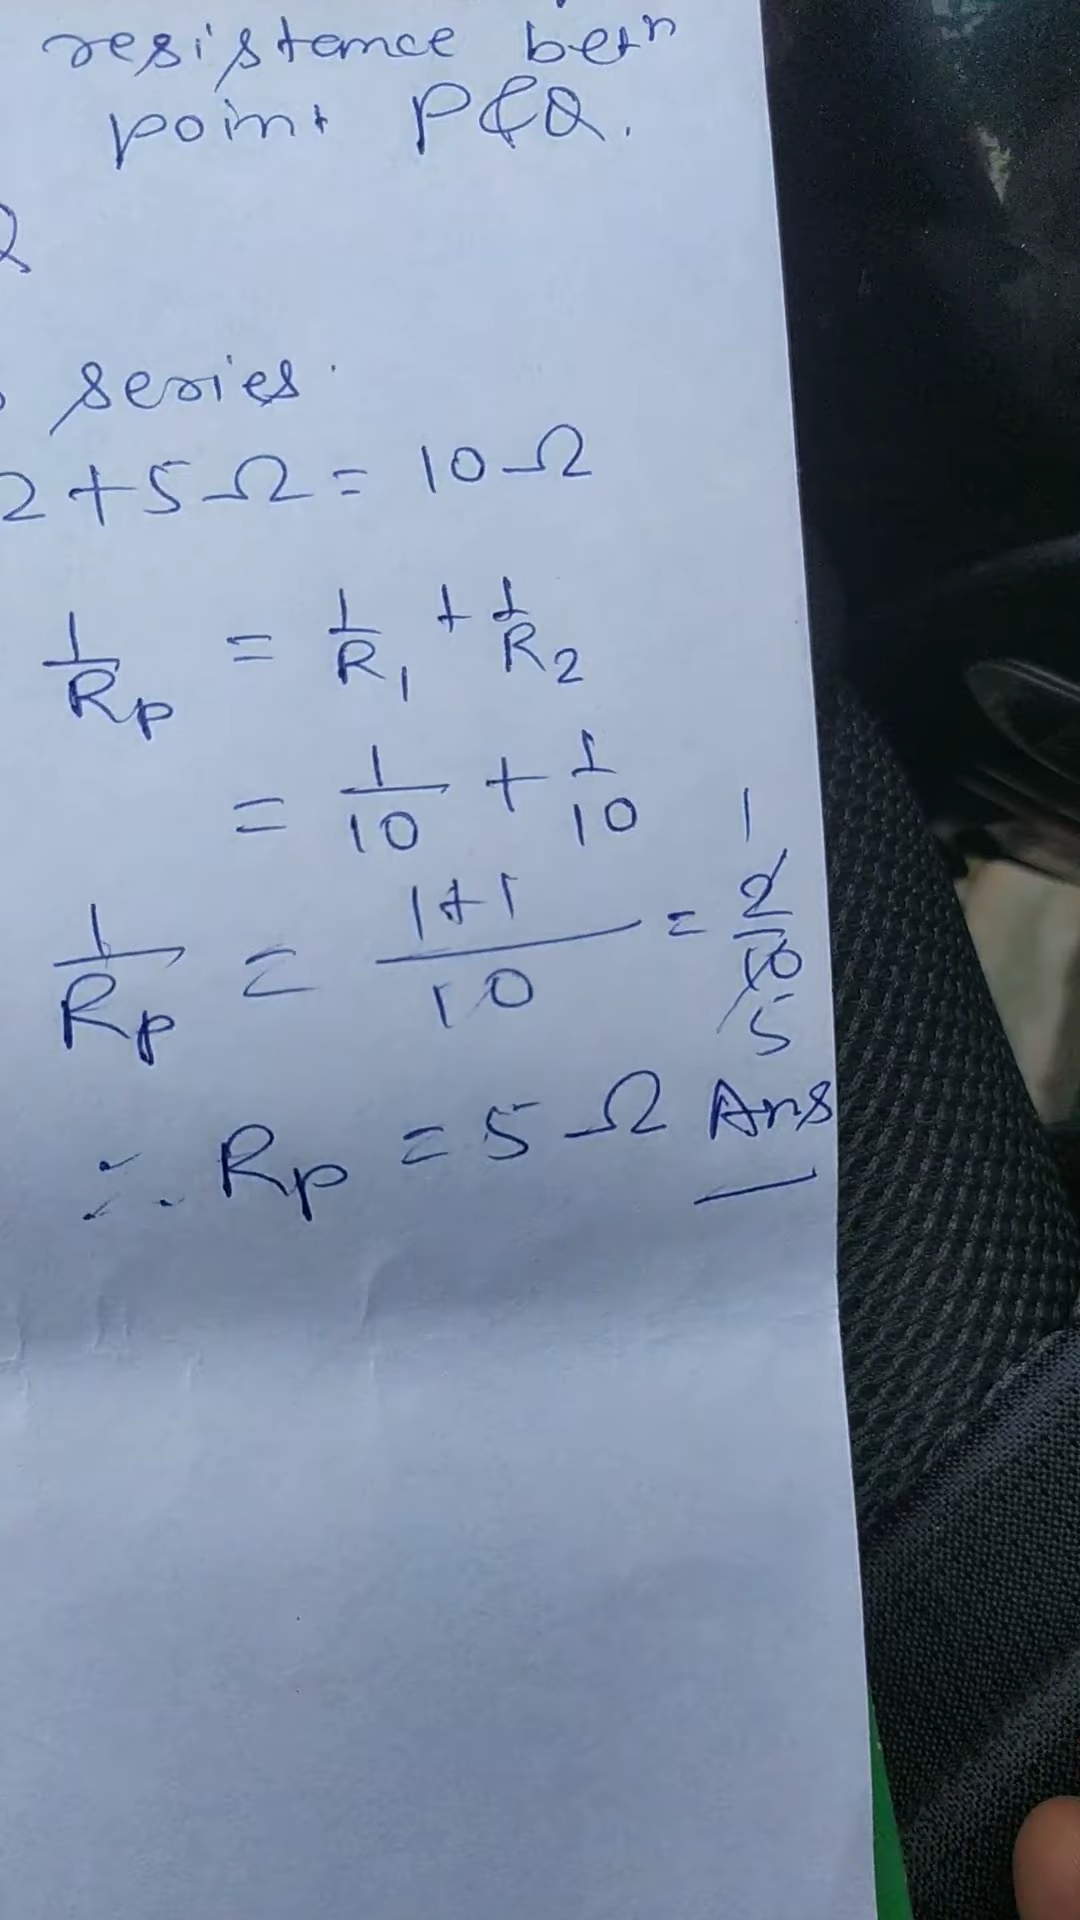 resistance betn
point P&Q.
series.
+5Ω = 10Ω
1/Rp = 1/R1 + 1/R2
= 1/10 + 1/10
1/Rp = 1+1/10 = 2/10 1 5
∴ Rp = 5Ω Ans